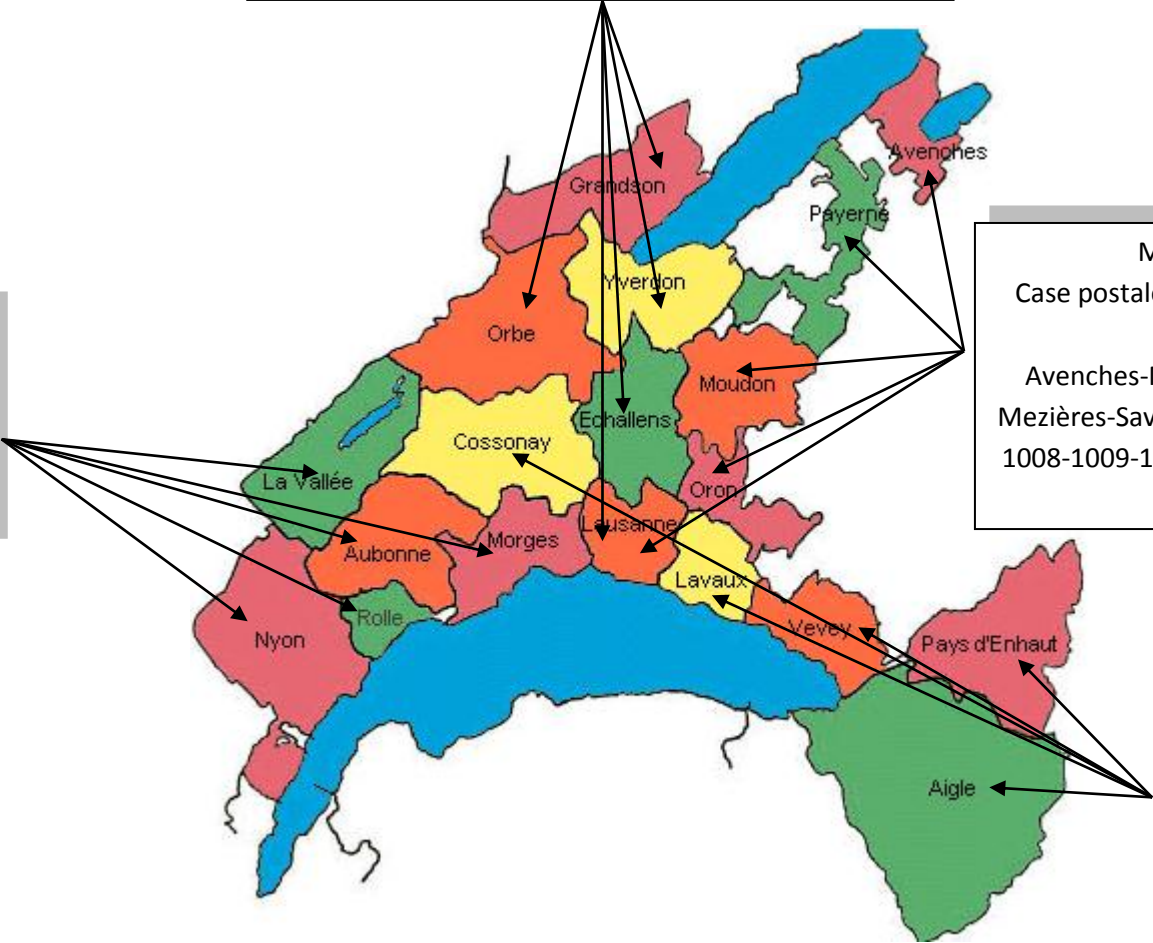 Avenches
Grandson
Payerne
Yverdon
Orbe
Moudon
Echallens
Cossonay
La Vallée
Oron
Lausanne
Morges
Aubonne
Lavaux
Rolle
Vevey
Nyon
Pays d'Enhaut
Aigle
Case postale
Avenches-
Mezières-Sav
1008-1009-1